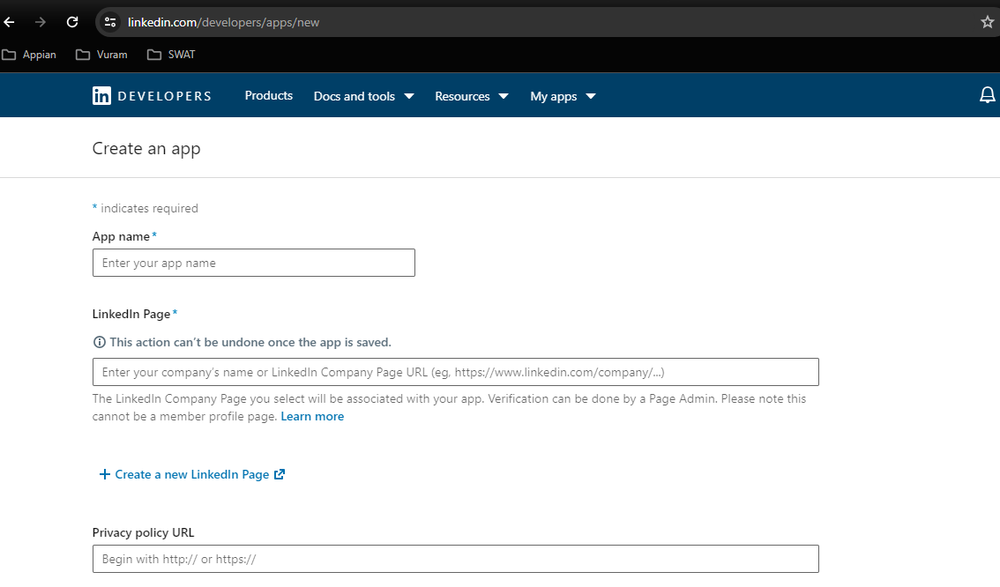 linkedin.com/developers/apps/new
Appian Vuram SWAT
in DEVELOPERS Products Docs and tools Resources My apps
Create an app
* indicates required
App name*
Enter your app name
LinkedIn Page*
This action can't be undone once the app is saved.
Enter your company's name or LinkedIn Company Page URL (eg, https://www.linkedin.com/company/...)
The LinkedIn Company Page you select will be associated with your app. Verification can be done by a Page Admin. Please note this
cannot be a member profile page. Learn more
+ Create a new LinkedIn Page
Privacy policy URL
Begin with http:// or https://